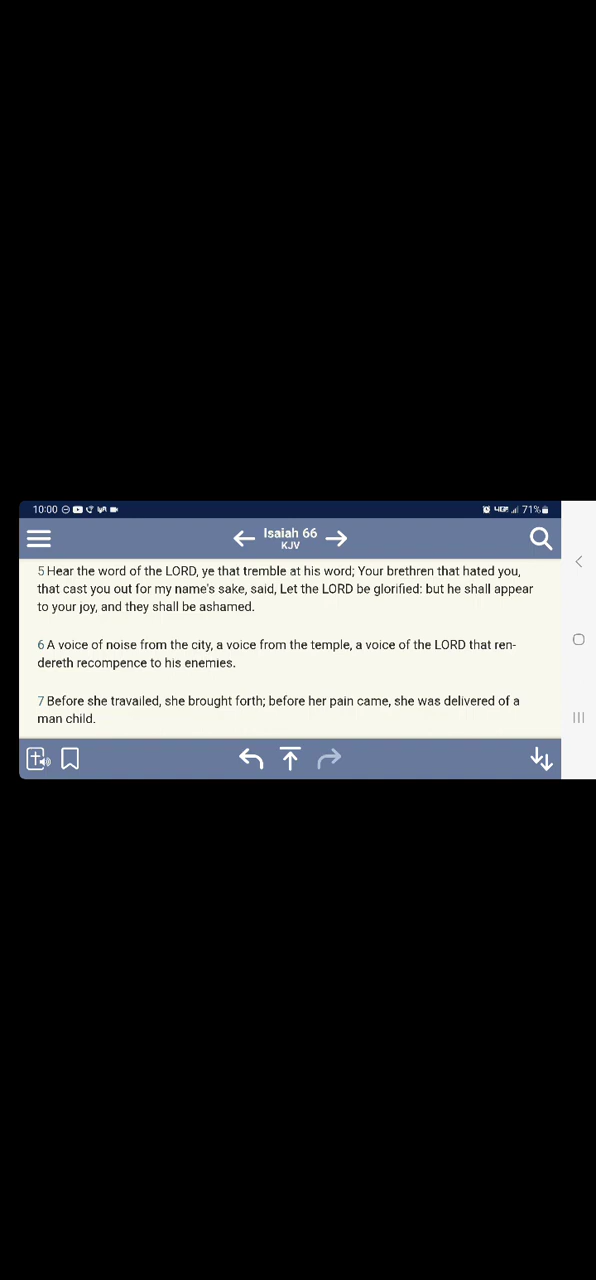 10:00
4GE 71%
Isaiah 66
KJV
5 Hear the word of the LORD, ye that tremble at his word; Your brethren that hated you,
that cast you out for my name's sake, said, Let the LORD be glorified: but he shall appear
to your joy, and they shall be ashamed.
6 A voice of noise from the city, a voice from the temple, a voice of the LORD that ren-
dereth recompence to his enemies.
7 Before she travailed, she brought forth; before her pain came, she was delivered of a
man child.